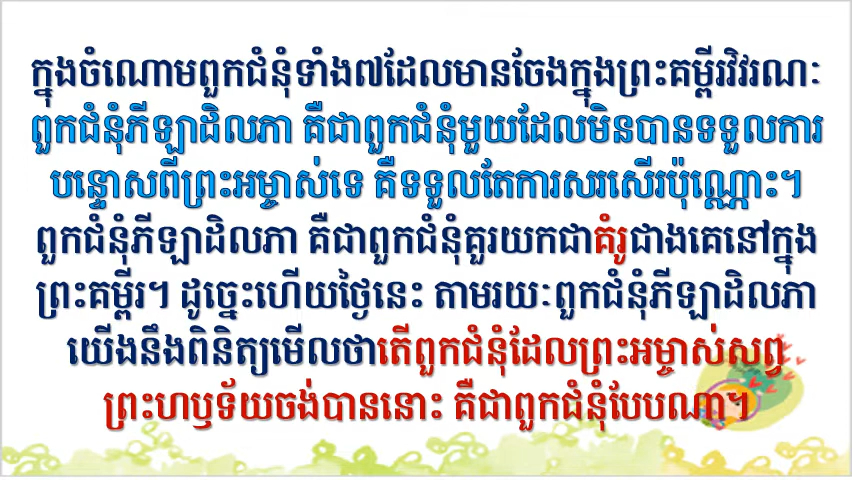 ក្នុងចំណោមពួកជំនុំទាំង៧ដែលមានចែងក្នុងព្រះគម្ពីរវិវរណៈ
ពួកជំនុំភីឡាដិលភា គឺជាពួកជំនុំមួយដែលមិនបានទទួលការ
បន្ទោសពីព្រះអម្ចាស់ទេ គឺទទួលតែការសរសើរប៉ុណ្ណោះ។
ពួកជំនុំភីឡាដិលភា គឺជាពួកជំនុំគួរយកជាគំរូជាងគេនៅក្នុង
ព្រះគម្ពីរ។ ដូច្នេះហើយថ្ងៃនេះ តាមរយៈពួកជំនុំភីឡាដិលភា
យើងនឹងពិនិត្យមើលថាតើពួកជំនុំដែលព្រះអម្ចាស់សព្វ
ព្រះហឫទ័យចង់បាននោះ គឺជាពួកជំនុំបែបណា។